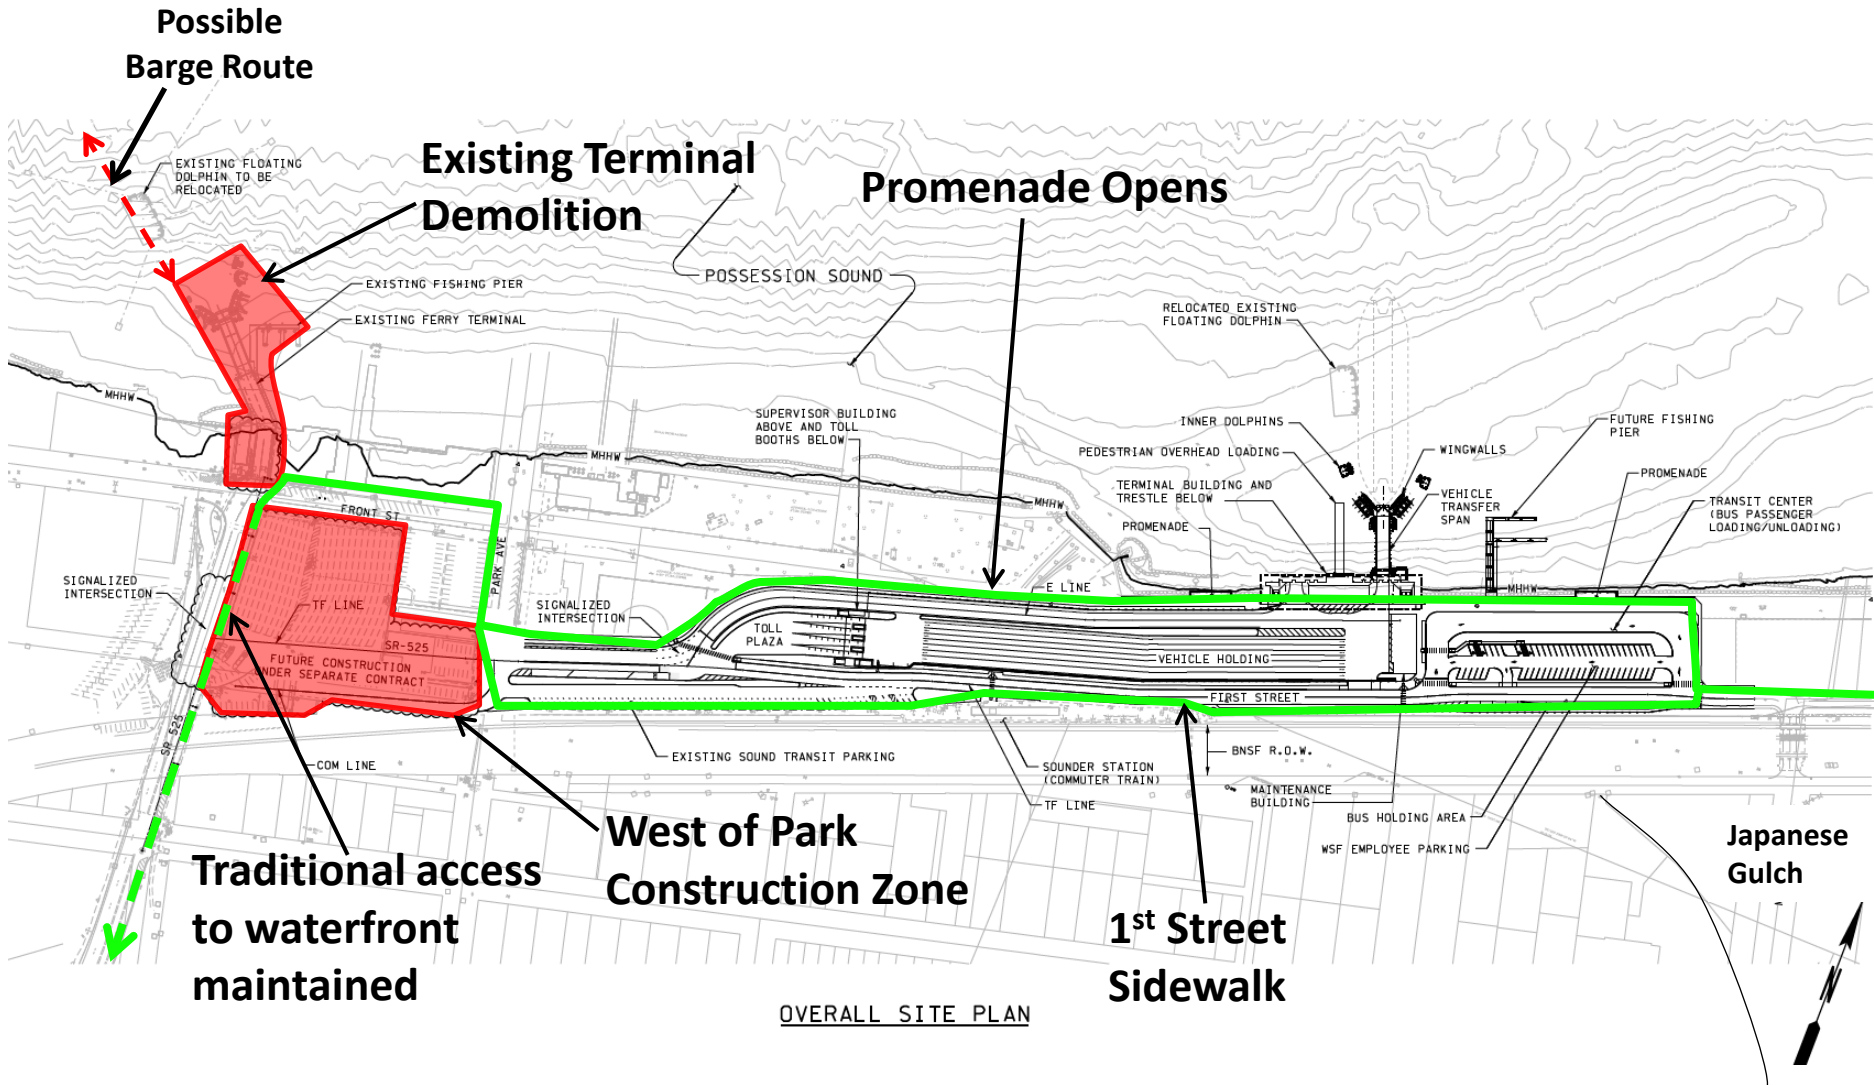 Possible
Barge Route
EXISTING FLOATING
DOLPHIN TO BE
RELOCATED
Existing Terminal
Demolition
Promenade Opens
POSSESSION SOUND
EXISTING FISHING PIER
EXISTING FERRY TERMINAL
RELOCATED EXISTING
FLOATING DOLPHIN
MHHW
SUPERVISOR BUILDING
ABOVE AND TOLL
BOOTHS BELOW
MHHW
INNER DOLPHINS
PEDESTRIAN OVERHEAD LOADING
TERMINAL BUILDING AND
TRESTLE BELOW
PROMENADE
WINGWALLS
VEHICLE
TRANSFER
SPAN
FUTURE FISHING
PIER
PROMENADE
TRANSIT CENTER
(BUS PASSENGER
LOADING/UNLOADING)
MHHW
MHHW
FRONT ST
PARK AVE
SIGNALIZED
INTERSECTION
SIGNALIZED
INTERSECTION
TF LINE
E LINE
TOLL
PLAZA
SR-525
FUTURE CONSTRUCTION
UNDER SEPARATE CONTRACT
VEHICLE HOLDING
FIRST STREET
SR 525
COM LINE
EXISTING SOUND TRANSIT PARKING
SOUNDER STATION
(COMMUTER TRAIN)
TF LINE
BNSF R.O.W.
MAINTENANCE
BUILDING
BUS HOLDING AREA
WSF EMPLOYEE PARKING
Traditional access
to waterfront
maintained
West of Park
Construction Zone
1st Street
Sidewalk
Japanese
Gulch
N
OVERALL SITE PLAN